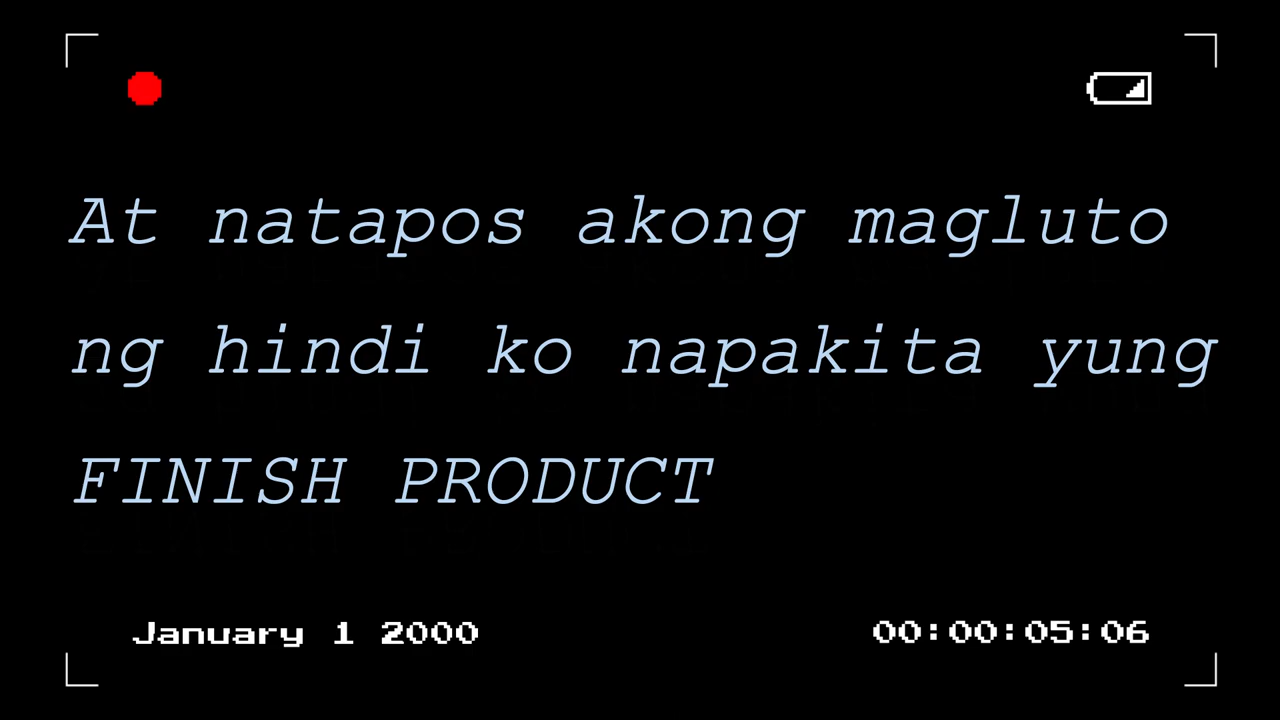 At natapos akong magluto
ng hindi ko napakita yung
FINISH PRODUCT
January 1 2000
00:00:05:06